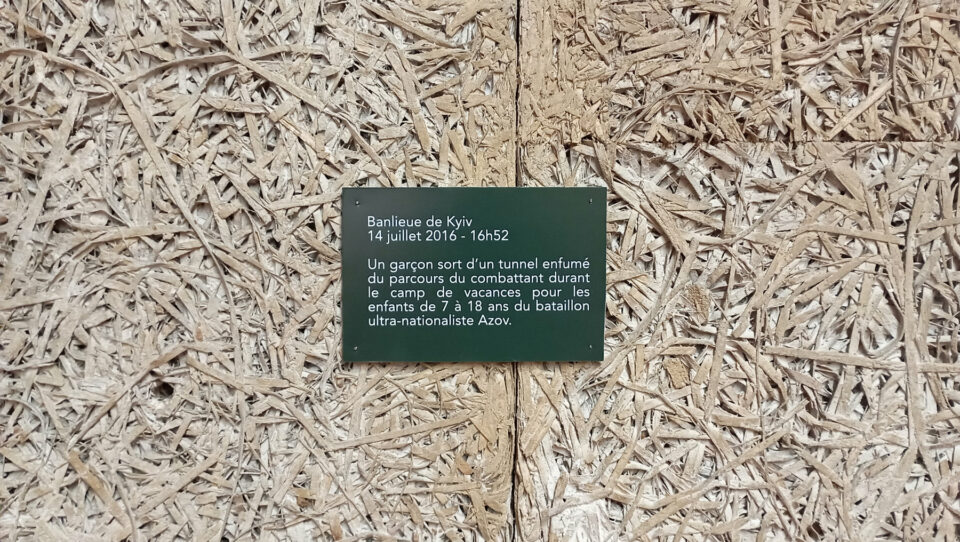 Banlieue de Kyiv
14 juillet 2016 - 16h52
Un garçon sort d'un tunnel enfumé
du parcours du combattant durant
le camp de vacances pour les
enfants de 7 à 18 ans du bataillon
ultra-nationaliste Azov.